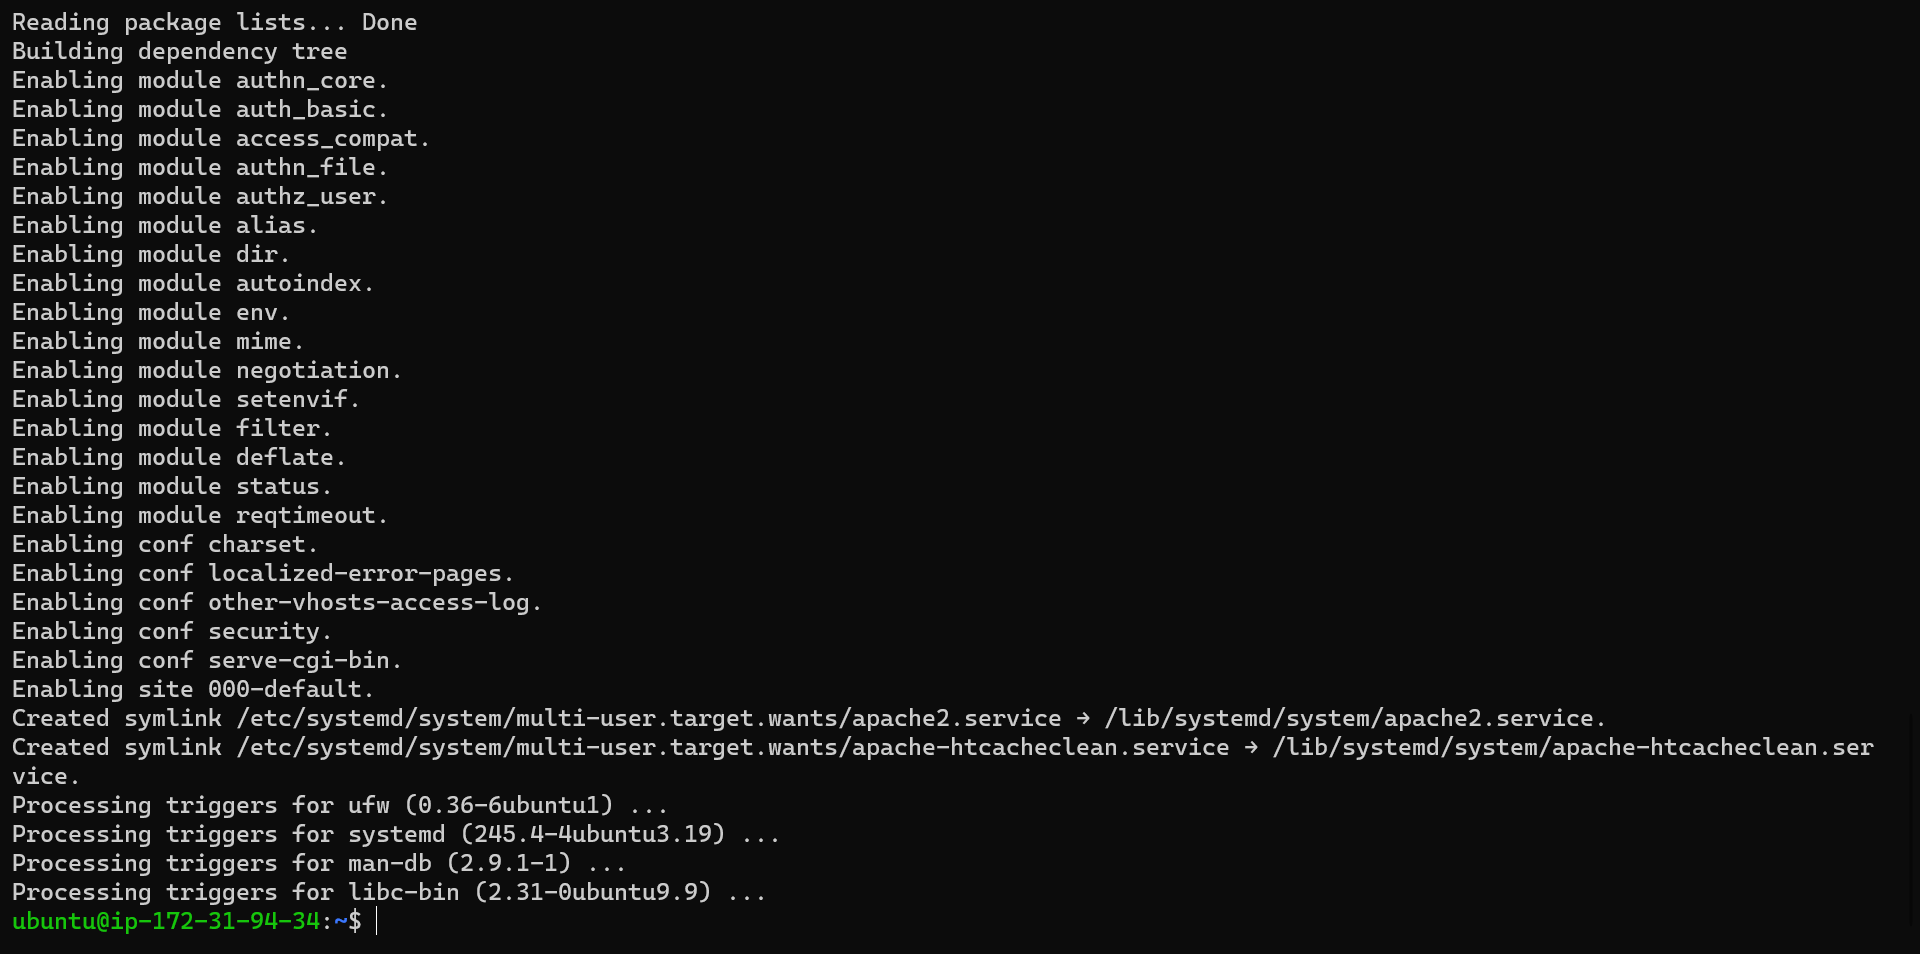 Reading package lists... Done
Building dependency tree
Enabling module authn_core.
Enabling module auth_basic.
Enabling module access_compat.
Enabling module authn_file.
Enabling module authz_user.
Enabling module alias.
Enabling module dir.
Enabling module autoindex.
Enabling module env.
Enabling module mime.
Enabling module negotiation.
Enabling module setenvif.
Enabling module filter.
Enabling module deflate.
Enabling module status.
Enabling module reqtimeout.
Enabling conf charset.
Enabling conf localized-error-pages.
Enabling conf other-vhosts-access-log.
Enabling conf security.
Enabling conf serve-cgi-bin.
Enabling site 000-default.
Created symlink /etc/systemd/system/multi-user.target.wants/apache2.service → /lib/systemd/system/apache2.service.
Created symlink /etc/systemd/system/multi-user.target.wants/apache-htcacheclean.service → /lib/systemd/system/apache-htcacheclean.ser
vice.
Processing triggers for ufw (0.36-6ubuntu1) ...
Processing triggers for systemd (245.4-4ubuntu3.19) ...
Processing triggers for man-db (2.9.1-1) ...
Processing triggers for libc-bin (2.31-0ubuntu9.9) ...
ubuntu@ip-172-31-94-34:~$